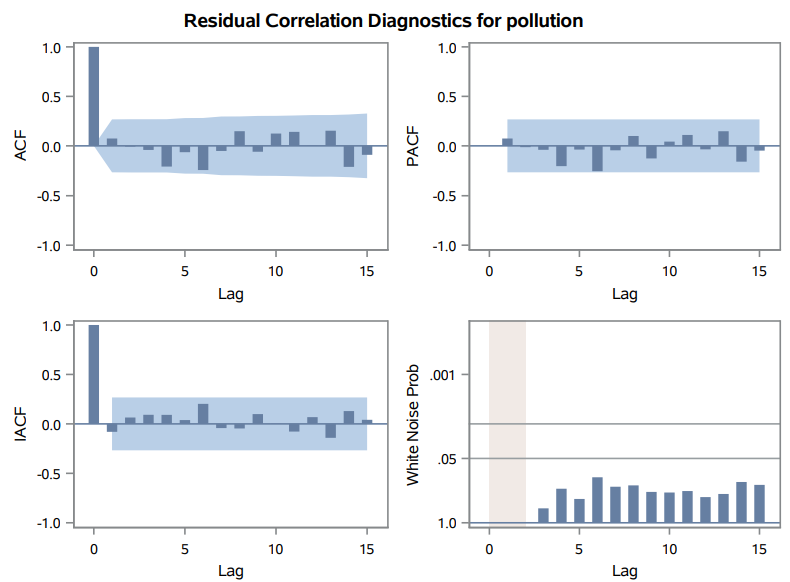 Residual Correlation Diagnostics for pollution
1.0
0.5
0.0
-0.5
-1.0
ACF
0 5 10 15
Lag
1.0
0.5
0.0
-0.5
-1.0
PACF
0 5 10 15
Lag
1.0
0.5
0.0
-0.5
-1.0
IACF
0 5 10 15
Lag
.001
.05
1.0
White Noise Prob
0 5 10 15
Lag